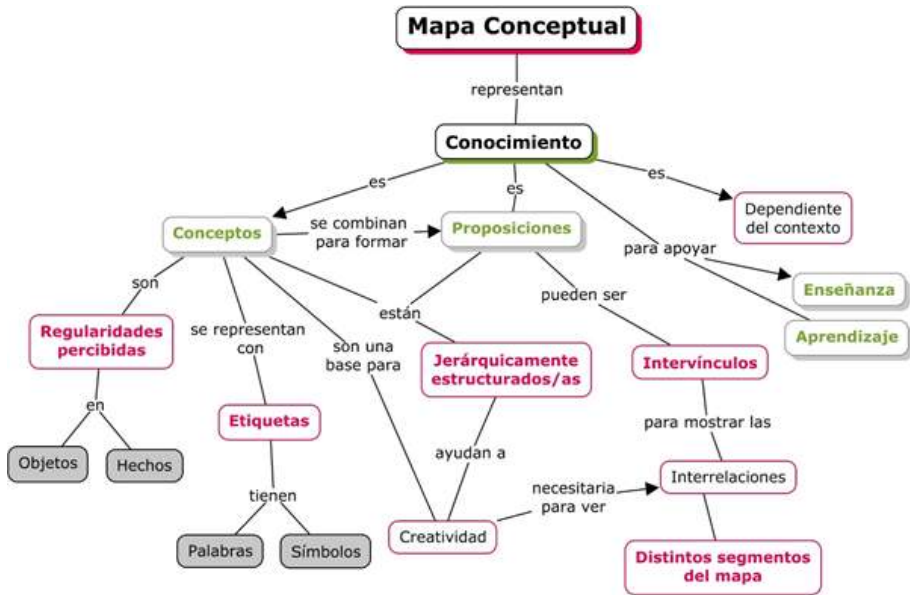 Mapa Conceptual
representan
Conocimiento
es
es
es
Dependiente
del contexto
Conceptos
se combinan
para formar
Proposiciones
para apoyar
Enseñanza
Aprendizaje
son
se representan
con
son una
base para
están
pueden ser
Regularidades
percibidas
Jerárquicamente
estructurados/as
Intervínculos
en
Etiquetas
para mostrar las
Objetos
Hechos
ayudan a
Interrelaciones
tienen
necesitaria
para ver
Palabras
Símbolos
Creatividad
Distintos segmentos
del mapa